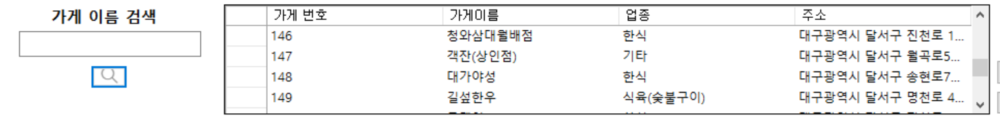 가게 이름 검색
가게 번호 가게이름 업종 주소
146 청와삼대월배점 한식 대구광역시 달서구 진천로 1...
147 객잔(상인점) 기타 대구광역시 달서구 월곡로5...
148 대가야성 한식 대구광역시 달서구 송현로7...
149 길섶한우 식육(숯불구이) 대구광역시 달서구 명천로 4...